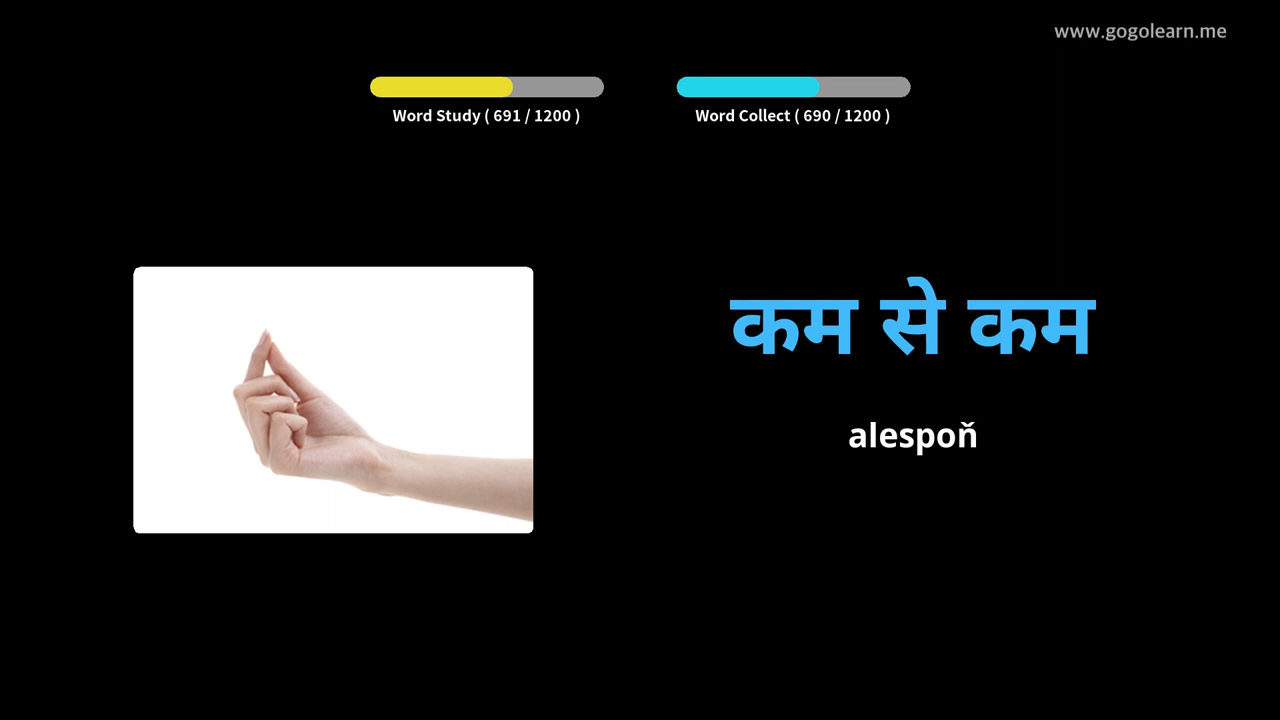 www.gogolearn.me
Word Study ( 691 / 1200 )
Word Collect ( 690 / 1200 )
कम से कम
alespoň